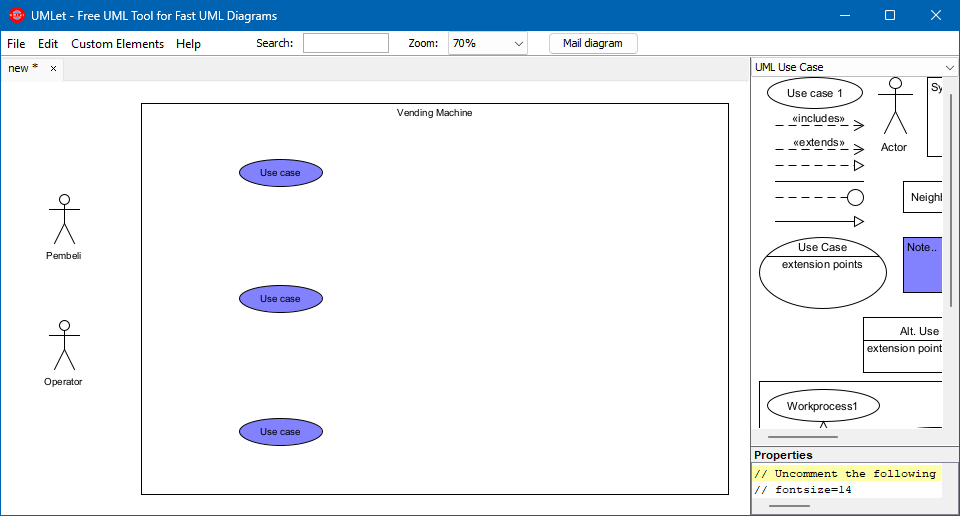 UMLet - Free UML Tool for Fast UML Diagrams
File Edit Custom Elements Help Search: Zoom: 70% Mail diagram
new *
UML Use Case
Vending Machine
Use case
Use case
Use case
Pembeli
Operator
Use case 1
«includes»
«extends»
Actor
Sy
Neighb
Use Case
extension points
Note..
Alt. Use
extension point
Workprocess1
Properties
// Uncomment the following
// fontsize=14